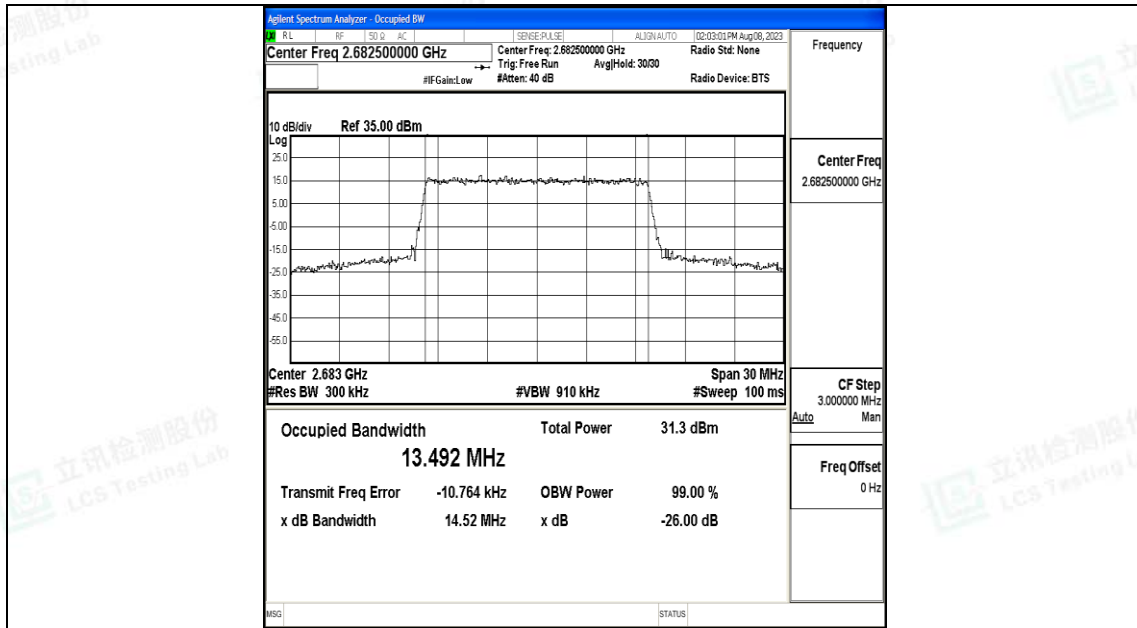 Agilent Spectrum Analyzer - Occupied BW
LXI RL RF 50 Ω AC SENSE:PULSE ALIGN AUTO 02:03:01 PM Aug 08, 2023
Center Freq 2.682500000 GHz
Center Freq: 2.682500000 GHz Radio Std: None
Trig: Free Run Avg|Hold: 30/30
#IFGain:Low #Atten: 40 dB Radio Device: BTS
Frequency
10 dB/div Ref 35.00 dBm
Log
25.0
15.0
5.00
-5.00
-15.0
-25.0
-35.0
-45.0
-55.0
Center 2.683 GHz Span 30 MHz
#Res BW 300 kHz #VBW 910 kHz #Sweep 100 ms
Center Freq
2.682500000 GHz
CF Step
3.000000 MHz
Auto Man
Freq Offset
0 Hz
Occupied Bandwidth Total Power 31.3 dBm
13.492 MHz
Transmit Freq Error -10.764 kHz OBW Power 99.00 %
x dB Bandwidth 14.52 MHz x dB -26.00 dB
MSG STATUS
立讯检测股份
LCS Testing Lab
立讯检测股份
LCS Testing L